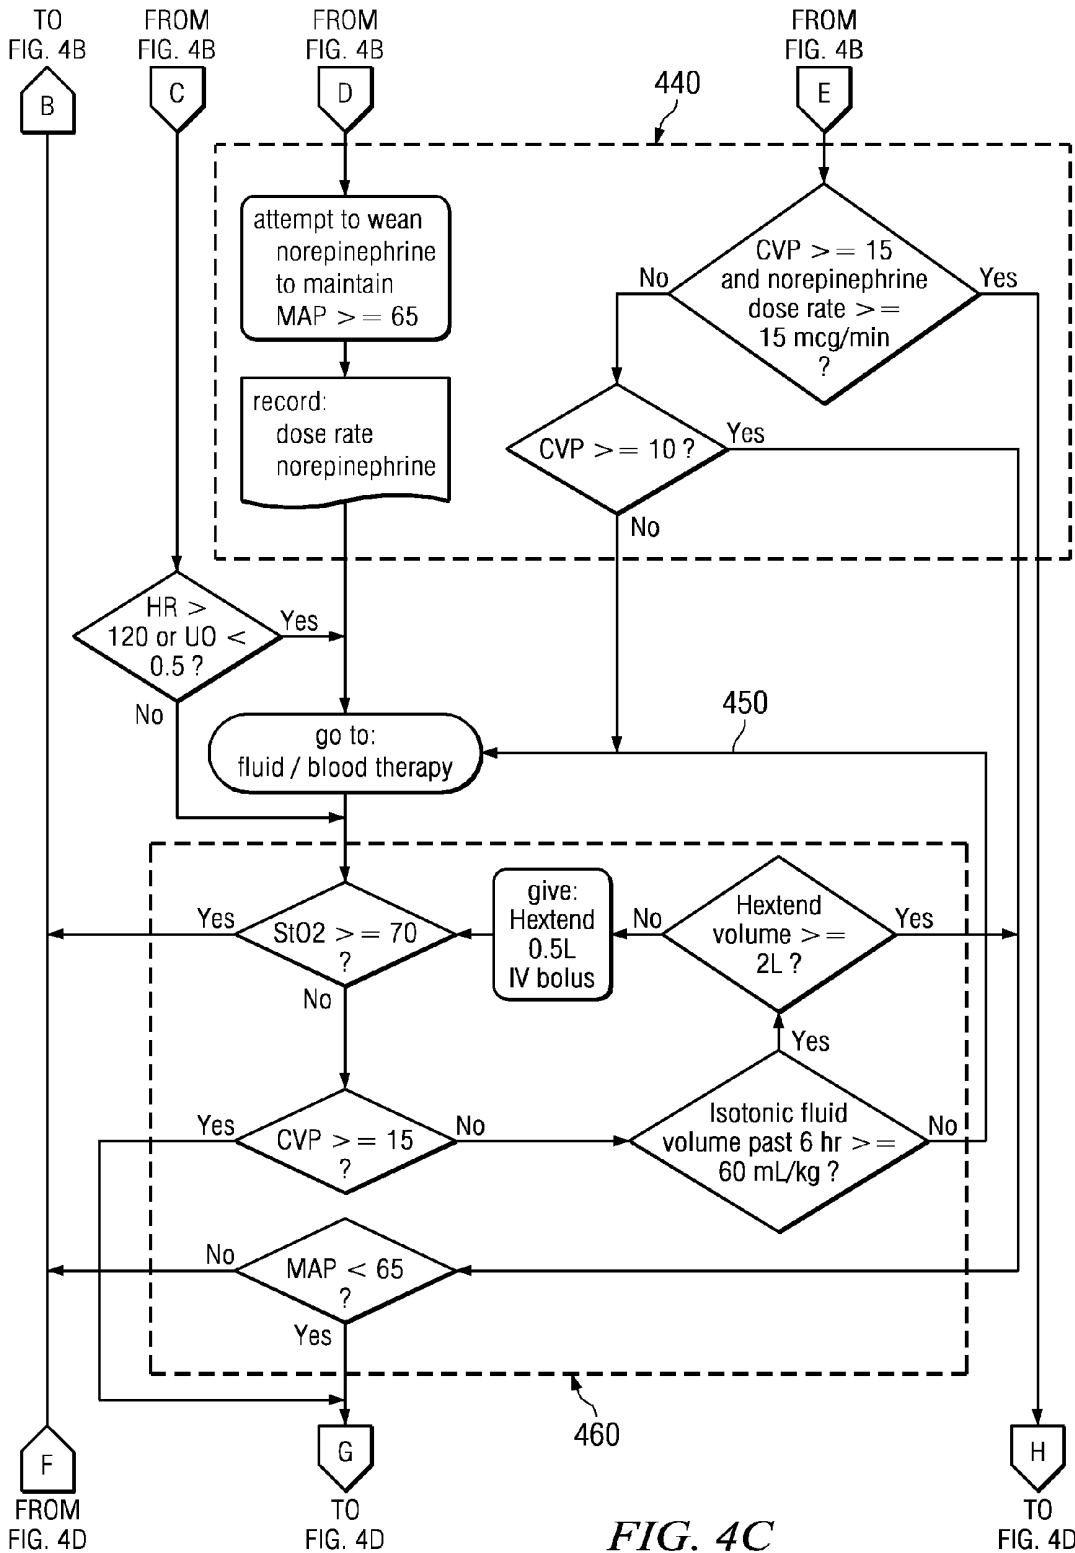 TO
FIG. 4B
FROM
FIG. 4B
FROM
FIG. 4B
FROM
FIG. 4B
B
C
D
E
440
attempt to wean
norepinephrine
to maintain
MAP >= 65
CVP >= 15
and norepinephrine
dose rate >=
15 mcg/min
?
No
Yes
record:
dose rate
norepinephrine
CVP >= 10 ?
Yes
No
HR >
120 or UO <
0.5 ?
Yes
No
go to:
fluid / blood therapy
450
StO2 >= 70
?
Yes
No
give:
Hextend
0.5L
IV bolus
No
Hextend
volume >=
2L ?
Yes
Yes
CVP >= 15
?
Yes
No
Isotonic fluid
volume past 6 hr >=
60 mL/kg ?
No
MAP < 65
?
No
Yes
460
F
G
H
FROM
FIG. 4D
TO
FIG. 4D
TO
FIG. 4D
FIG. 4C